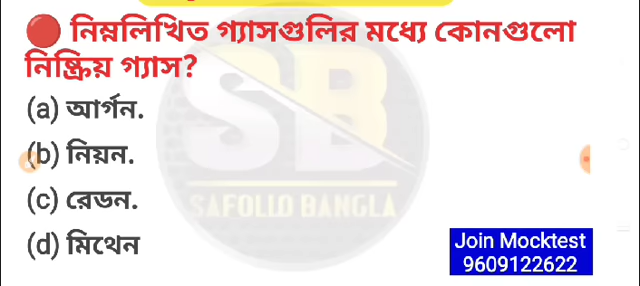 নিম্নলিখিত গ্যাসগুলির মধ্যে কোনগুলো
নিষ্ক্রিয় গ্যাস?
(a) আর্গন.
(b) নিয়ন.
(c) রেডন.
(d) মিথেন
SB
SAFOLLO BANGLA
Join Mocktest
9609122622